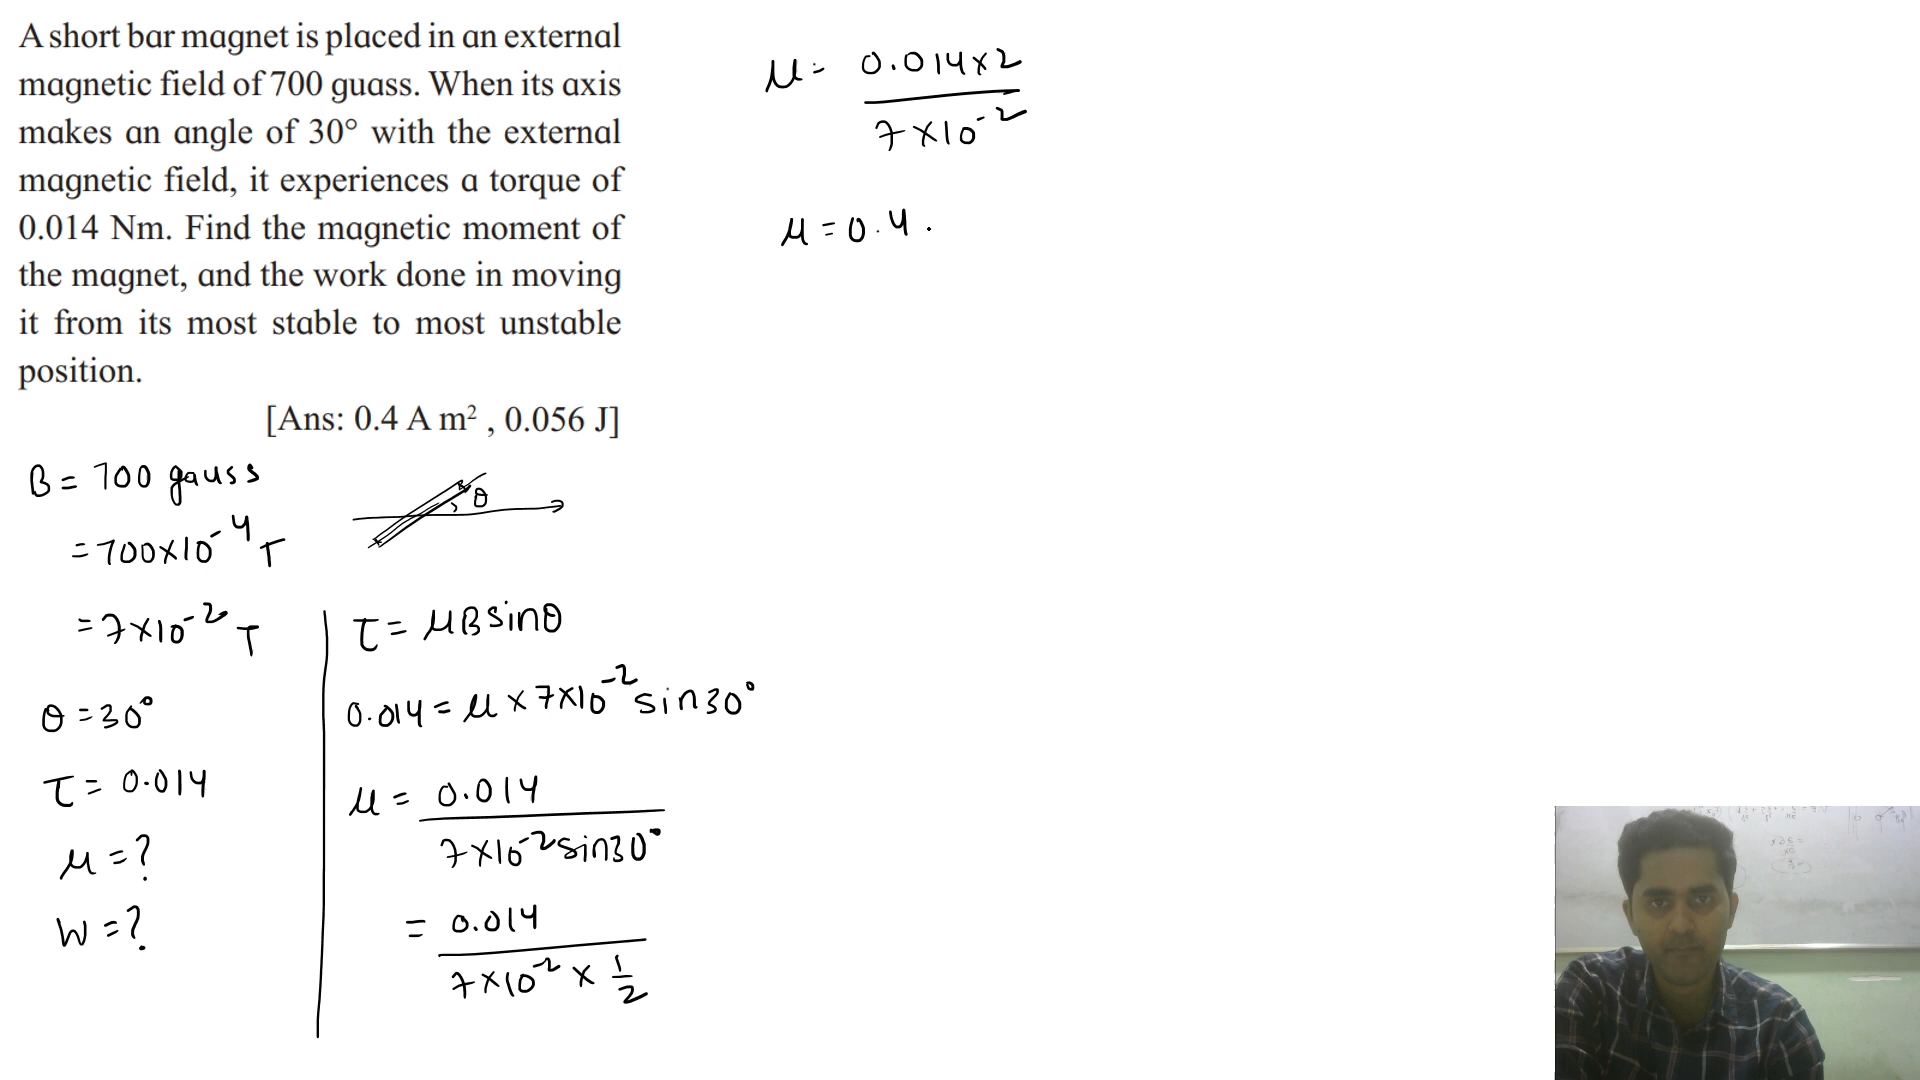 A short bar magnet is placed in an external
magnetic field of 700 guass. When its axis
makes an angle of 30° with the external
magnetic field, it experiences a torque of
0.014 Nm. Find the magnetic moment of
the magnet, and the work done in moving
it from its most stable to most unstable
position.
[Ans: 0.4 A m² , 0.056 J]
B = 700 gauss
= 700×10⁻⁴ T
= 7×10⁻² T
θ = 30°
τ = 0.014
μ = ?
W = ?
θ
τ = μBsinθ
0.014 = μ × 7×10⁻² sin30°
μ = 0.014
7×10⁻² sin30°
= 0.014
7×10⁻² × 1/2
μ = 0.014×2
7×10⁻²
μ = 0.4.